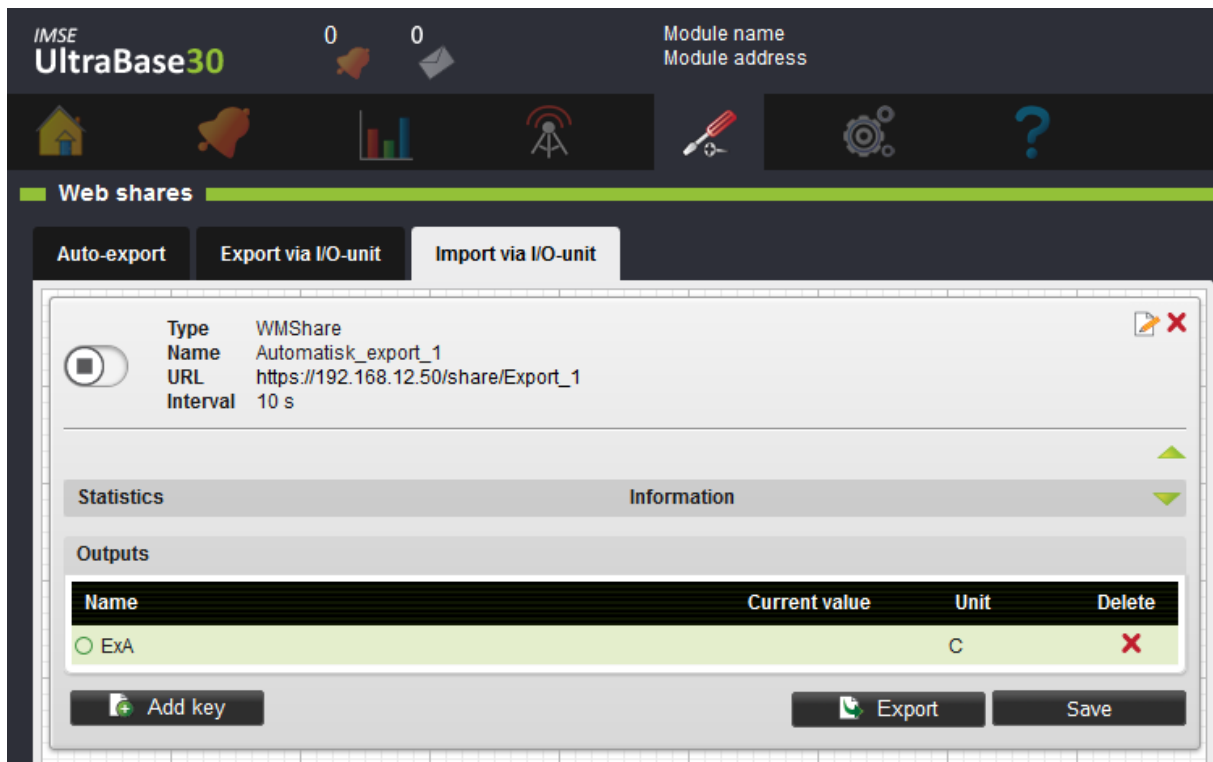 IMSE
UltraBase30
0 0
Module name
Module address
?
Web shares
Auto-export Export via I/O-unit Import via I/O-unit
Type WMShare
Name Automatisk_export_1
URL https://192.168.12.50/share/Export_1
Interval 10 s
Statistics Information
Outputs
Name Current value Unit Delete
ExA C
Add key Export Save